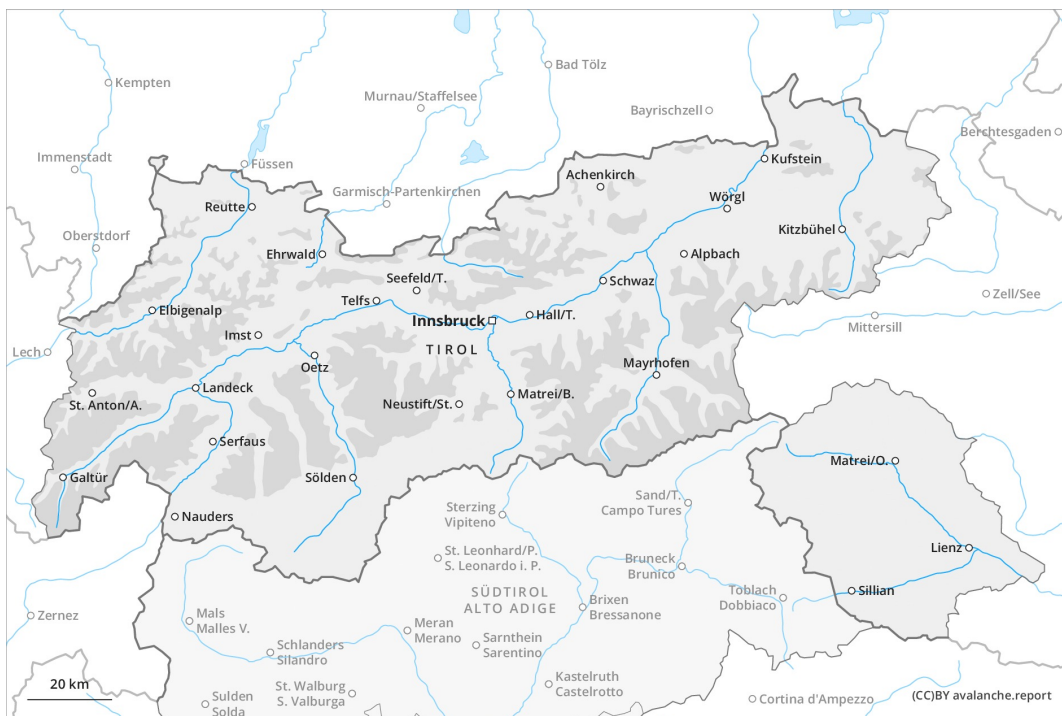 Kempten
Bad Tölz
Murnau/Staffelsee
Bayrischzell
Berchtesgaden
Immenstadt
Füssen
Kufstein
Achenkirch
Garmisch-Partenkirchen
Reutte
Wörgl
Oberstdorf
Kitzbühel
Ehrwald
Alpbach
Seefeld/T.
Schwaz
Zell/See
Telfs
Elbigenalp
Innsbruck
Hall/T.
Mittersill
Imst
TIROL
Lech
Oetz
Mayrhofen
Landeck
St. Anton/A.
Neustift/St.
Matrei/B.
Serfaus
Matrei/O.
Galtür
Sölden
Sand/T.
Campo Tures
Sterzing
Vipiteno
Nauders
Lienz
St. Leonhard/P.
S. Leonardo i. P.
Bruneck
Brunico
SÜDTIROL
ALTO ADIGE
Sillian
Toblach
Dobbiaco
Brixen
Bressanone
Zernez
Mals
Malles V.
Meran
Merano
Sarnthein
Sarentino
Schlanders
Silandro
Kastelruth
Castelrotto
20 km
St. Walburg
S. Valburga
Sulden
Solda
Cortina d'Ampezzo
(CC)BY avalanche.report